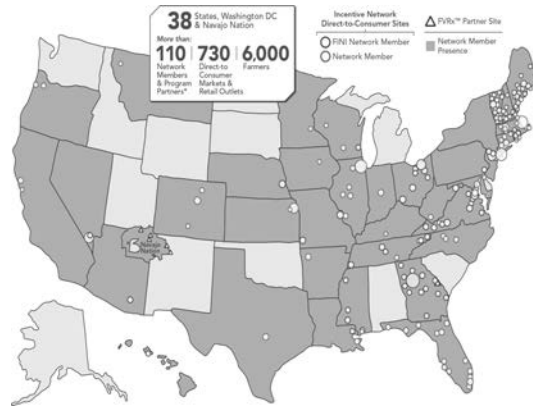 38 States, Washington DC
& Navajo Nation
More than:
110 730 6,000
Network
Members
& Program
Partners*
Direct-to
Consumer
Markets &
Retail Outlets
Farmers
Incentive Network
Direct-to-Consumer Sites
FINI Network Member
Network Member
FVRx™ Partner Site
Network Member
Presence
Navajo
Nation